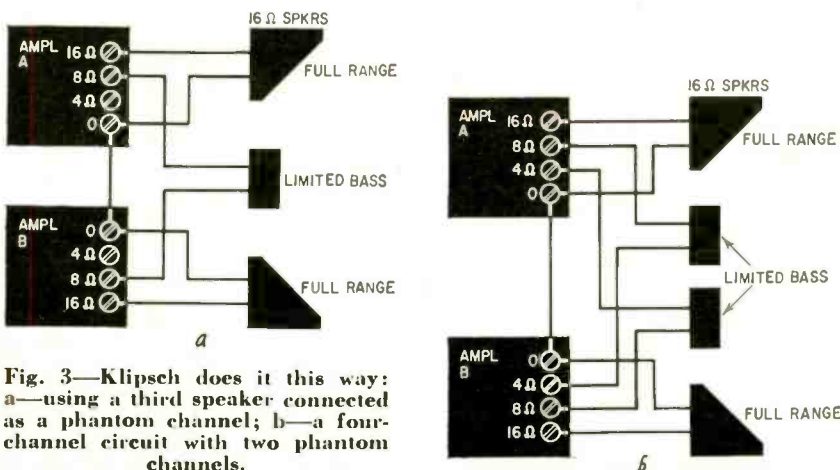 16 Ω SPKRS
AMPL
A
16 Ω
8 Ω
4 Ω
0
FULL RANGE
LIMITED BASS
AMPL
B
0
4 Ω
8 Ω
16 Ω
FULL RANGE
a
Fig. 3—Klipsch does it this way:
a—using a third speaker connected
as a phantom channel; b—a four-
channel circuit with two phantom
channels.
16 Ω SPKRS
AMPL
A
16 Ω
8 Ω
4 Ω
0
FULL RANGE
LIMITED BASS
AMPL
B
0
4 Ω
8 Ω
16 Ω
FULL RANGE
b